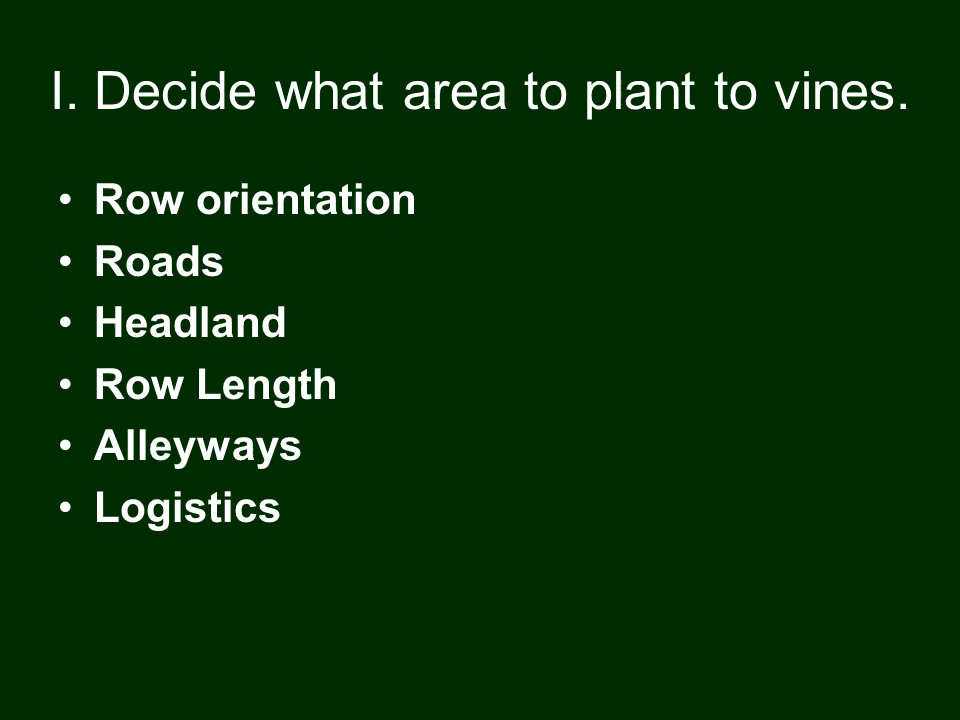 I. Decide what area to plant to vines.
• Row orientation
• Roads
• Headland
• Row Length
• Alleyways
• Logistics